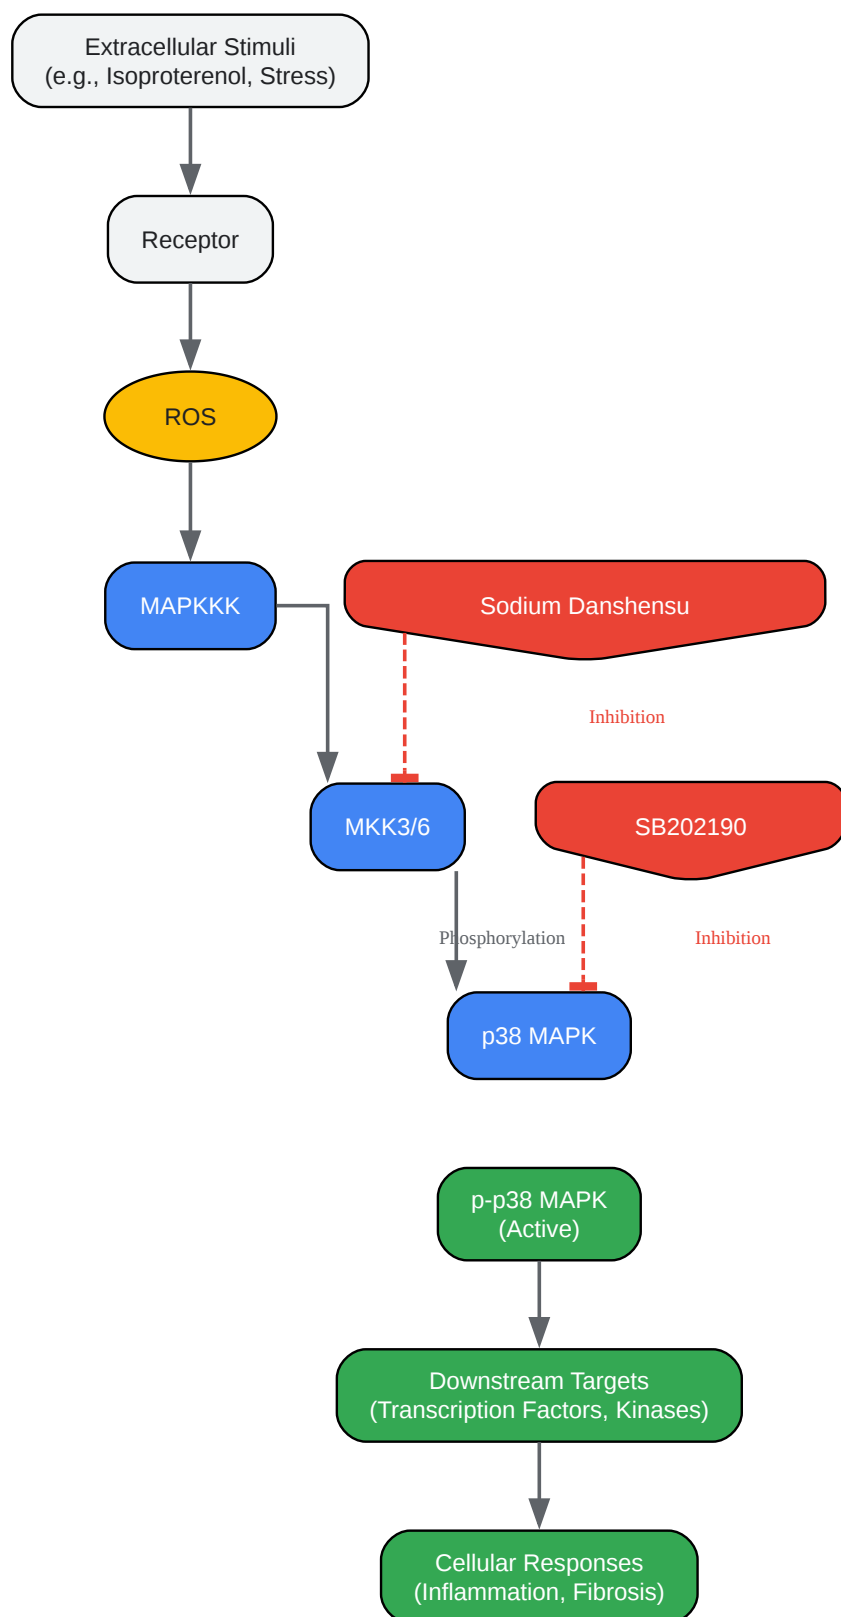 Extracellular Stimuli
(e.g., Isoproterenol, Stress)
Receptor
ROS
MAPKKK
Sodium Danshensu
Inhibition
MKK3/6
SB202190
Phosphorylation
Inhibition
p38 MAPK
p-p38 MAPK
(Active)
Downstream Targets
(Transcription Factors, Kinases)
Cellular Responses
(Inflammation, Fibrosis)